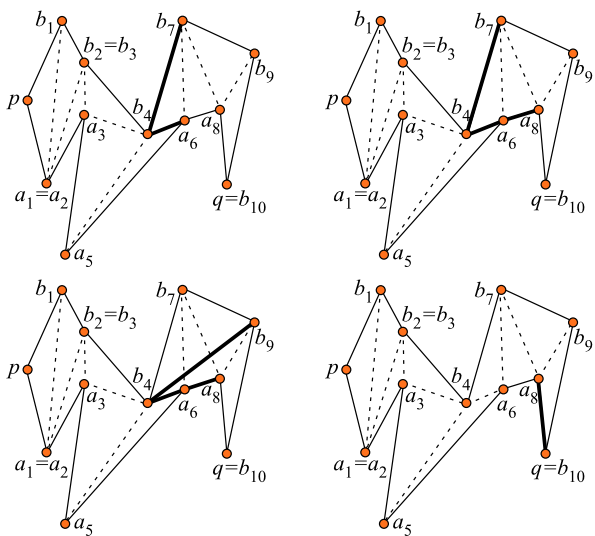 b₁ b₇ b₁ b₇
b₂=b₃ b₂=b₃
b₉ b₉
p b₄ p b₄
a₃ a₆ a₈ a₃ a₆ a₈
a₁=a₂ q=b₁₀ a₁=a₂ q=b₁₀
a₅ a₅
b₁ b₇ b₁ b₇
b₂=b₃ b₂=b₃
b₉ b₉
p b₄ p b₄
a₃ a₆ a₈ a₃ a₆ a₈
a₁=a₂ q=b₁₀ a₁=a₂ q=b₁₀
a₅ a₅